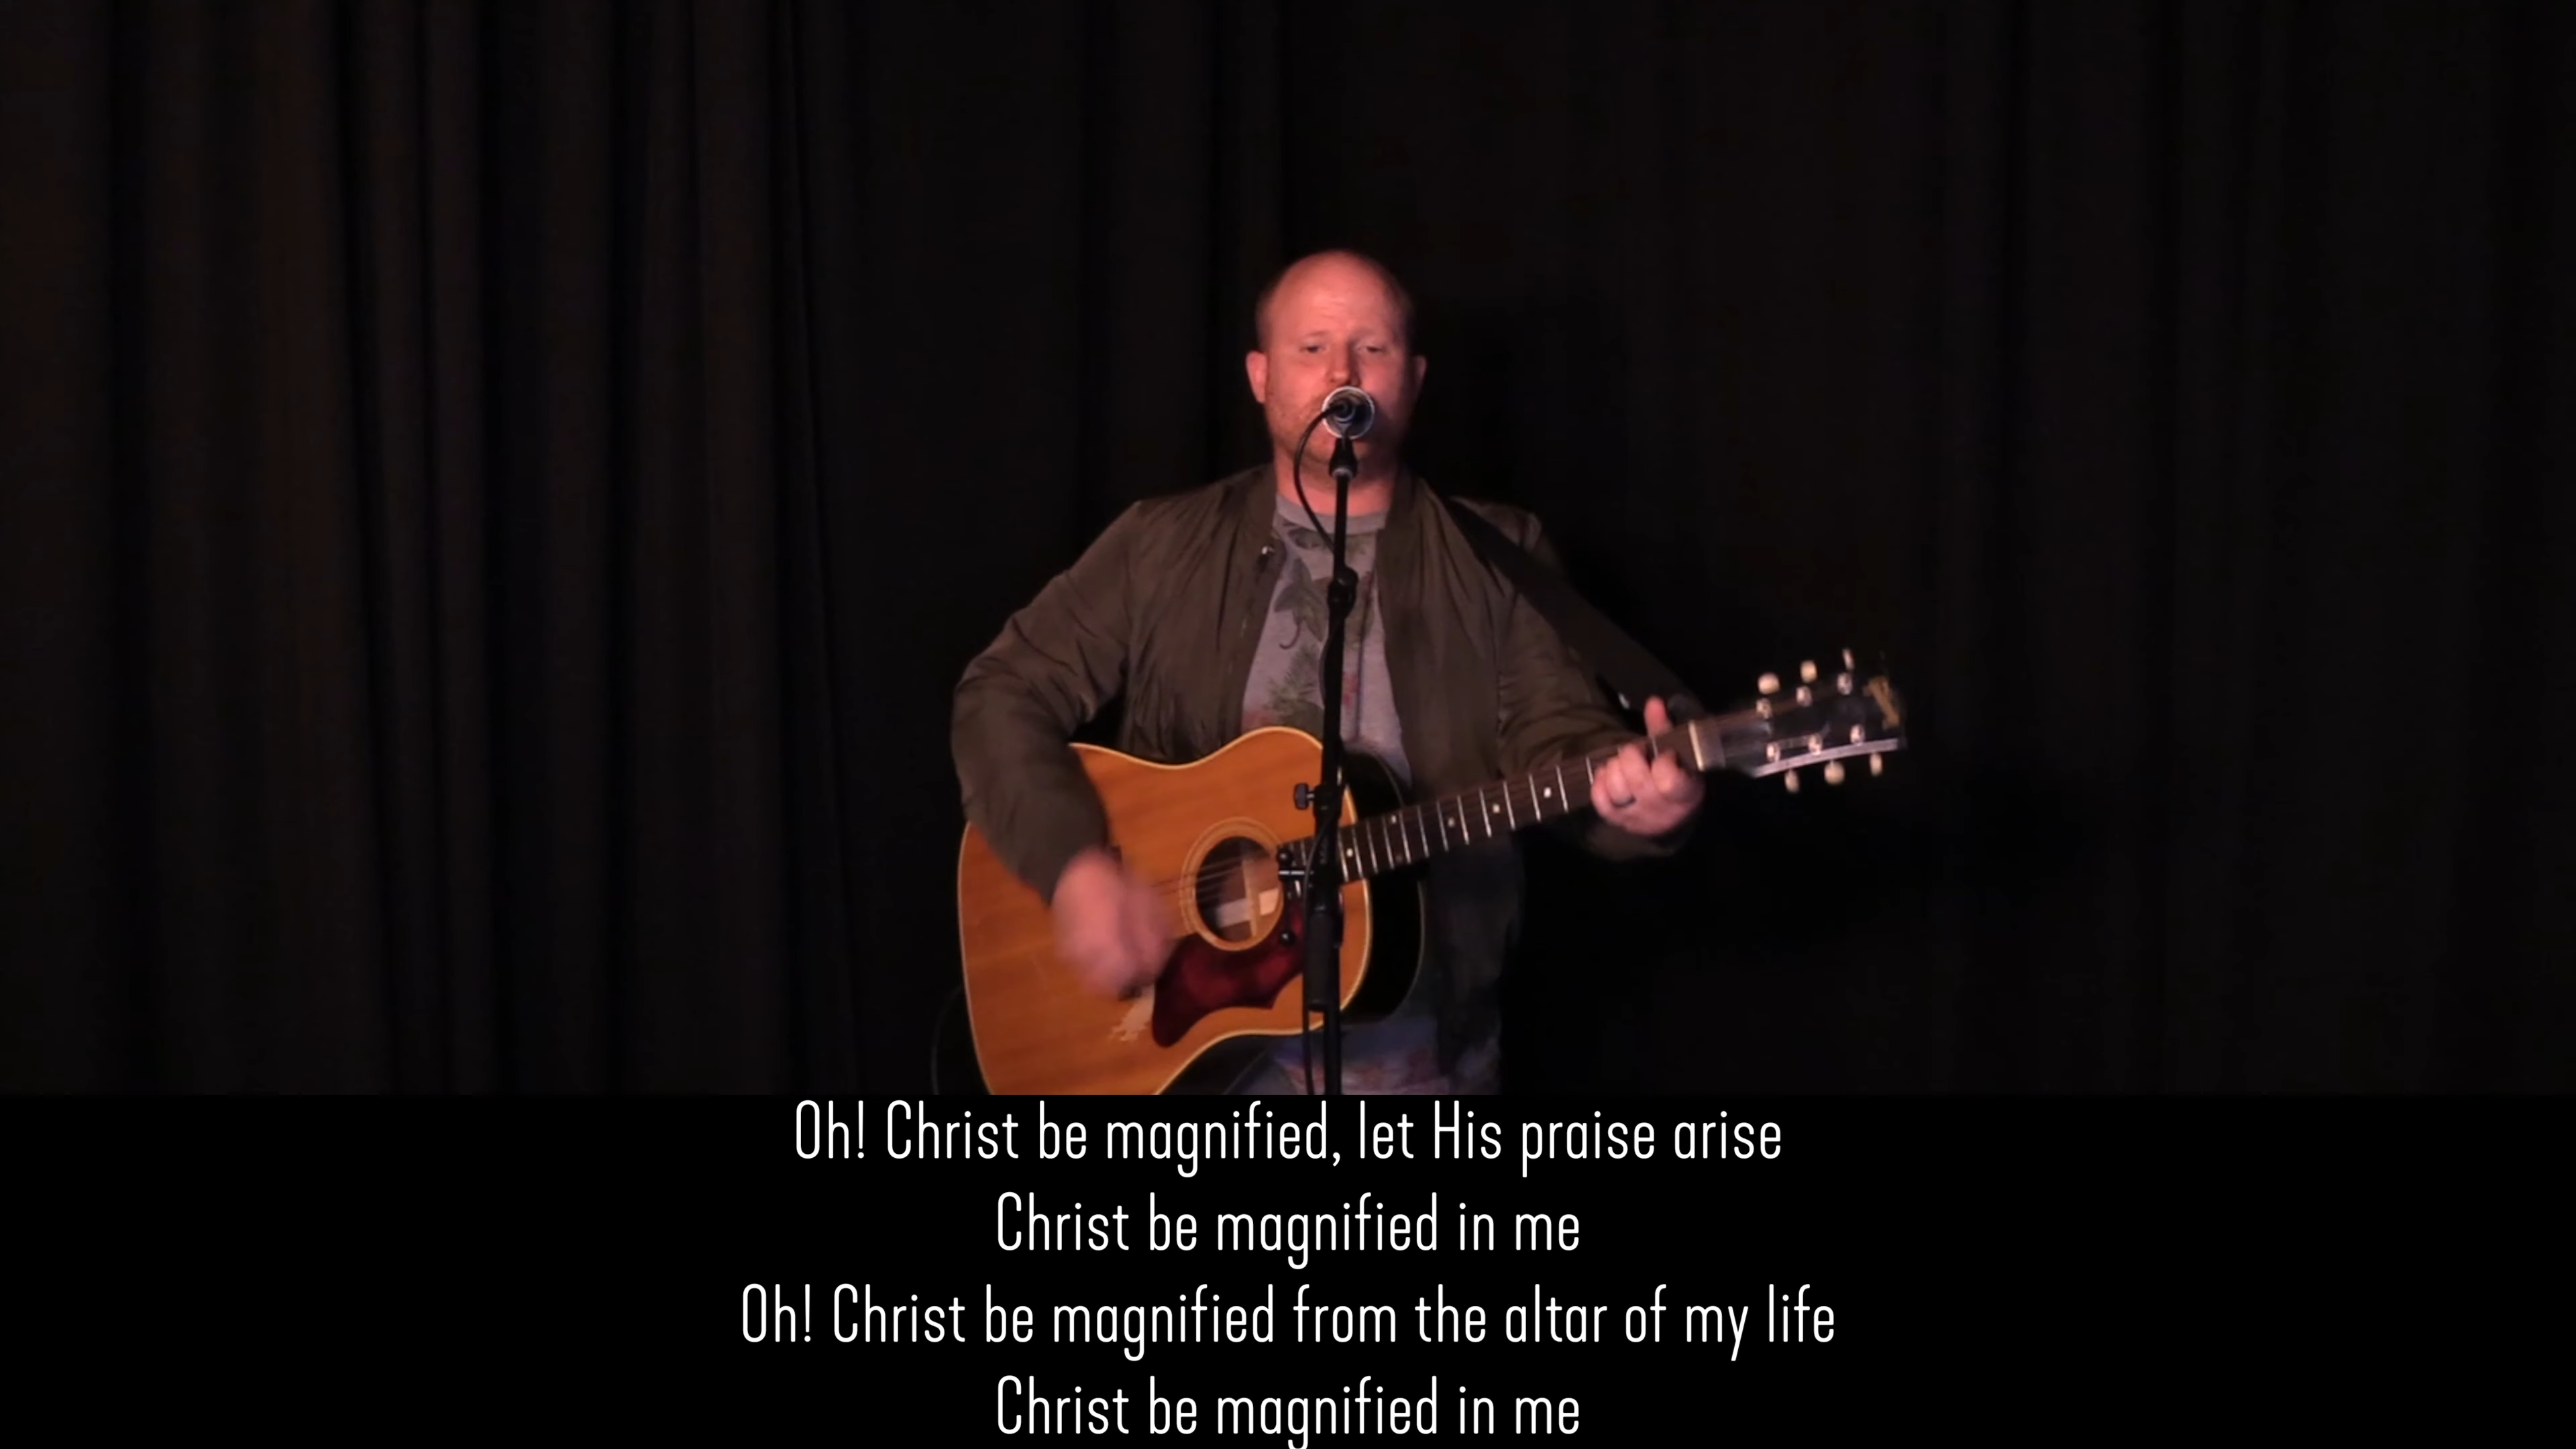 Oh! Christ be magnified, let His praise arise
Christ be magnified in me
Oh! Christ be magnified from the altar of my life
Christ be magnified in me